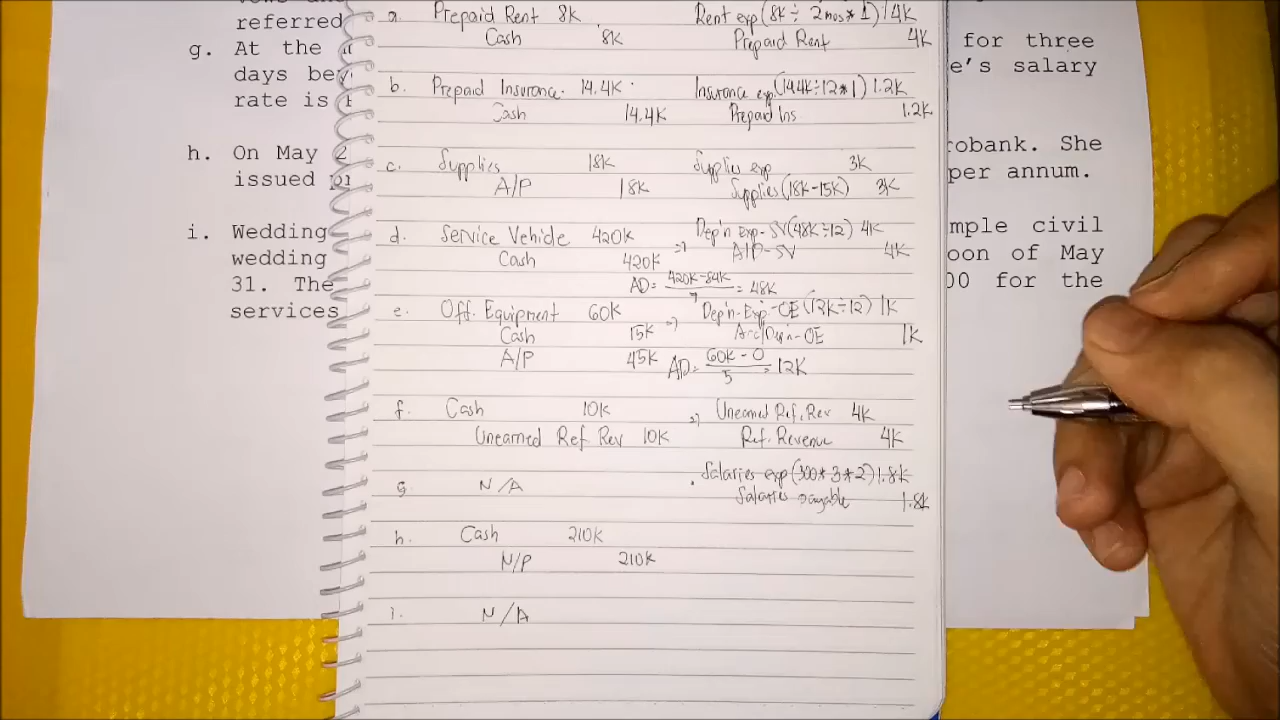 referred
g. At the for three
days e's salary
rate is
h. On May 2 robank. She
issued per annum.
i. Wedding mple civil
wedding oon of May
31. The 00 for the
services
a. Prepaid Rent 8K Rent exp (8K ÷ 2mos * 1) 4K
Cash 8K Prepaid Rent 4K
b. Prepaid Insurance 14.4K Insurance exp (14.4K÷12*1) 1.2K
Cash 14.4K Prepaid Ins 1.2K
c. Supplies 18K Supplies exp 3K
A/P 18K Supplies (18K-15K) 3K
d. Service Vehicle 420K Dep'n Exp-SV (48K÷12) 4K
Cash 420K A/D-SV 4K
AD = 420K-84K / 7 = 48K
e. Off. Equipment 60K Dep'n-Exp-OE (12K÷12) 1K
Cash 15K Acc Dep'n-OE 1K
A/P 45K AD = 60K-0 / 5 = 12K
f. Cash 10K Unearned Ref. Rev 4K
Unearned Ref Rev 10K Ref. Revenue 4K
Salaries exp (300*3*2) 1.8K
g. N/A Salaries payable 1.8K
h. Cash 210K
N/P 210K
i. N/A